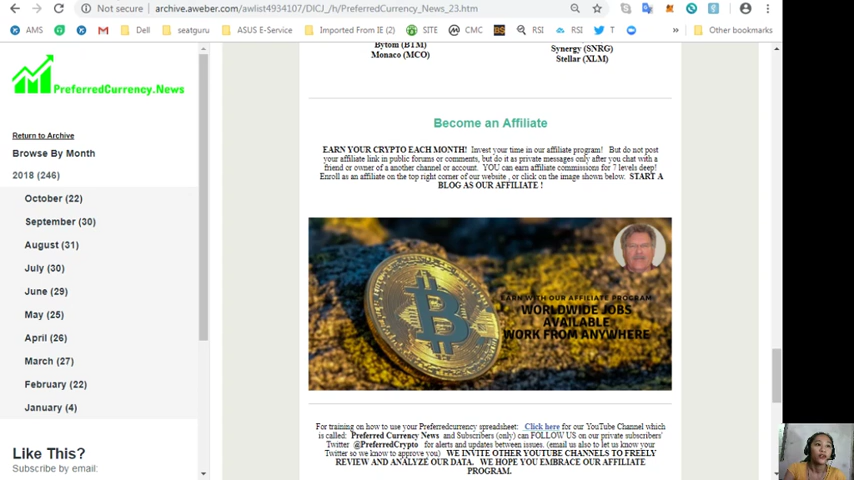 Not secure | archive.aweber.com/awlist4934107/DICJ_/h/PreferredCurrency_News_23.htm
AMS
Dell
seatguru
ASUS E-Service
Imported From IE (2)
SITE
CMC
RSI
RSI
T
»
Other bookmarks
PreferredCurrency.News
Return to Archive
Browse By Month
2018 (246)
October (22)
September (30)
August (31)
July (30)
June (29)
May (25)
April (26)
March (27)
February (22)
January (4)
Like This?
Subscribe by email:
Bytom (BTM)
Monaco (MCO)
Synergy (SNRG)
Stellar (XLM)
Become an Affiliate
EARN YOUR CRYPTO EACH MONTH! Invest your time in our affiliate program! But do not post
your affiliate link in public forums or comments, but do it as private messages only after you chat with a
friend or owner of a another channel or account. YOU can earn affiliate commissions for 7 levels deep!
Enroll as an affiliate on the top right corner of our website , or click on the image shown below. START A
BLOG AS OUR AFFILIATE !
EARN WITH OUR AFFILIATE PROGRAM
WORLDWIDE JOBS
AVAILABLE
WORK FROM ANYWHERE
For training on how to use your Preferredcurrency spreadsheet: Click here for our YouTube Channel which
is called: Preferred Currency News and Subscribers (only) can FOLLOW US on our private subscribers'
Twitter @PreferredCrypto for alerts and updates between issues. (email us also to let us know your
Twitter so we know to approve you) WE INVITE OTHER YOUTUBE CHANNELS TO FREELY
REVIEW AND ANALYZE OUR DATA. WE HOPE YOU EMBRACE OUR AFFILIATE
PROGRAM.